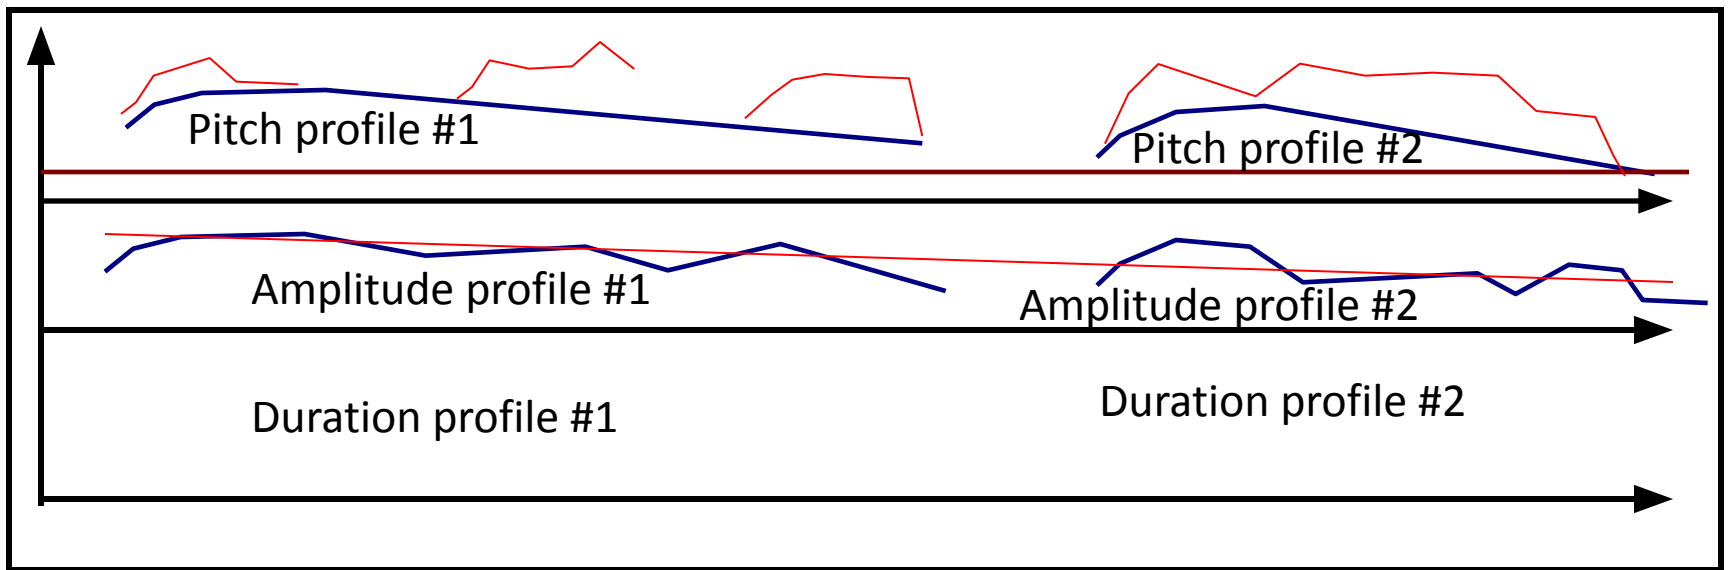 Pitch profile #1
Pitch profile #2
Amplitude profile #1
Amplitude profile #2
Duration profile #1
Duration profile #2